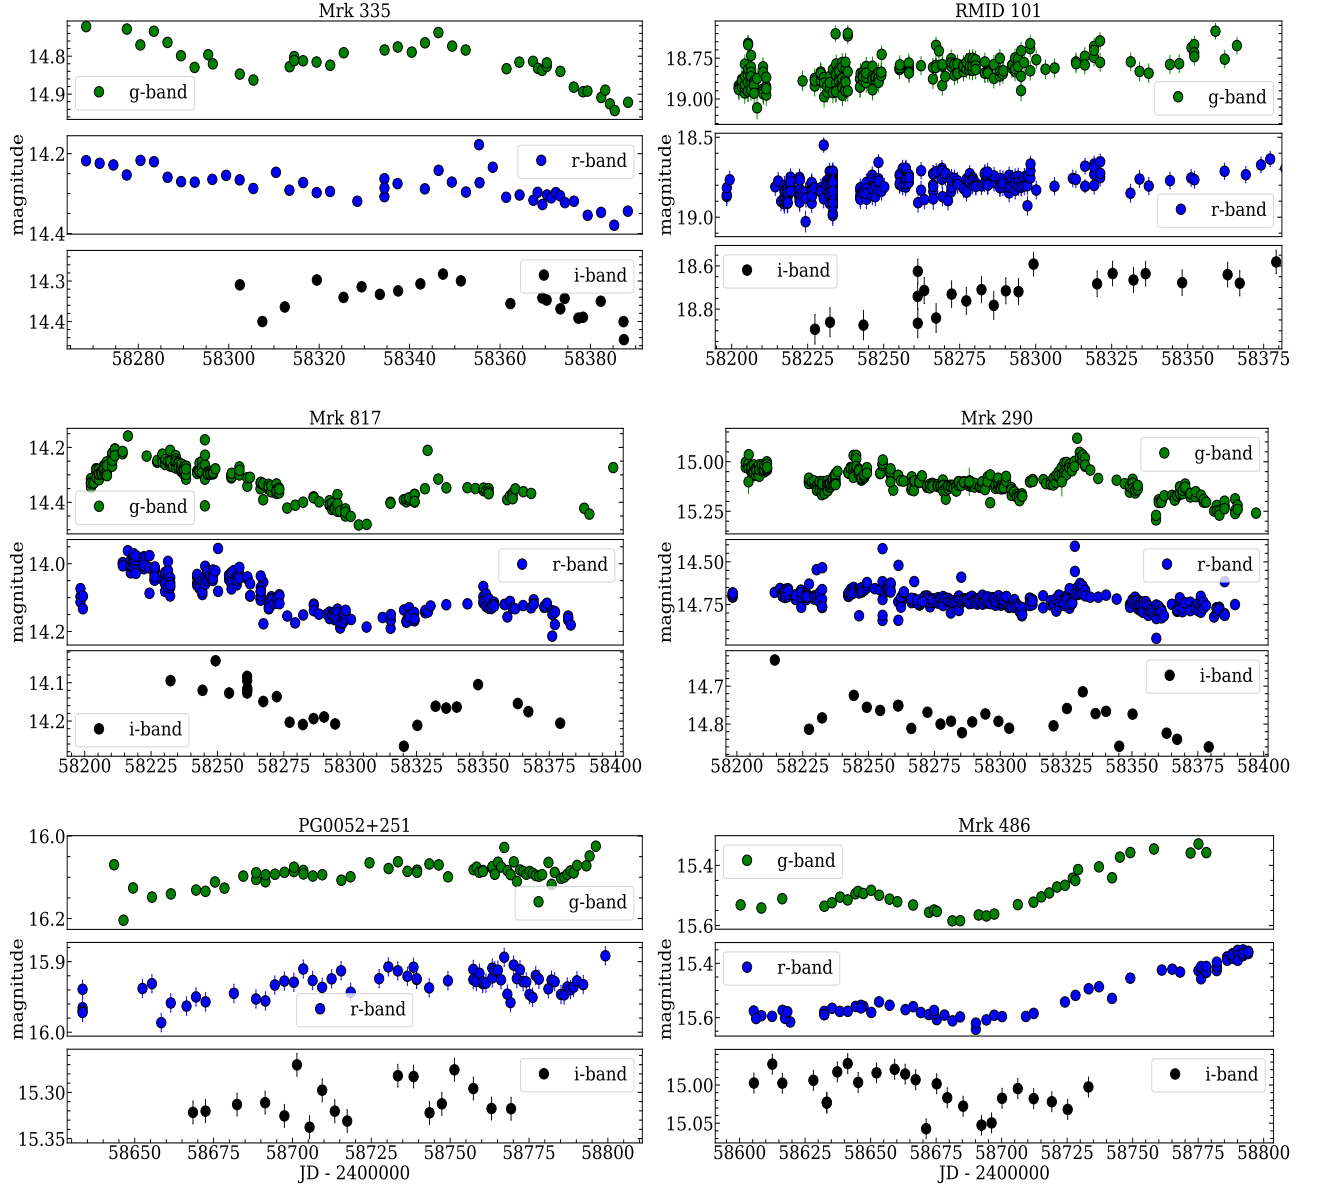 Mrk 335
14.8
14.9
g-band
magnitude
14.2
14.4
r-band
14.3
14.4
i-band
58280 58300 58320 58340 58360 58380
RMID 101
18.75
19.00
g-band
magnitude
18.5
19.0
r-band
18.6
18.8
i-band
58200 58225 58250 58275 58300 58325 58350 58375
Mrk 817
14.2
14.4
g-band
magnitude
14.0
14.2
r-band
14.1
14.2
i-band
58200 58225 58250 58275 58300 58325 58350 58375 58400
Mrk 290
15.00
15.25
g-band
magnitude
14.50
14.75
r-band
14.7
14.8
i-band
58200 58225 58250 58275 58300 58325 58350 58375 58400
PG0052+251
16.0
16.2
g-band
magnitude
15.9
16.0
r-band
15.30
15.35
i-band
58650 58675 58700 58725 58750 58775 58800
JD - 2400000
Mrk 486
15.4
15.6
g-band
magnitude
15.4
15.6
r-band
15.00
15.05
i-band
58600 58625 58650 58675 58700 58725 58750 58775 58800
JD - 2400000